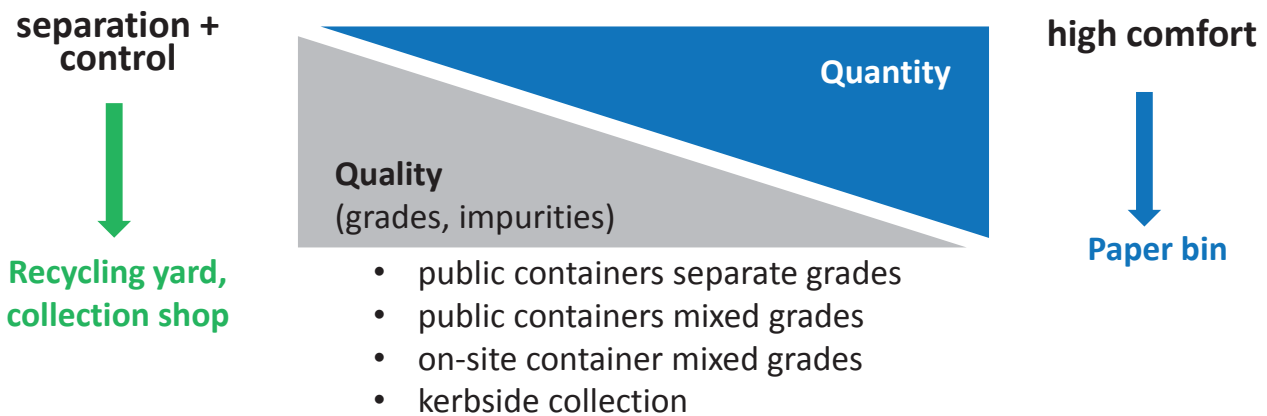 separation +
control
Recycling yard,
collection shop
Quantity
Quality
(grades, impurities)
• public containers separate grades
• public containers mixed grades
• on-site container mixed grades
• kerbside collection
high comfort
Paper bin